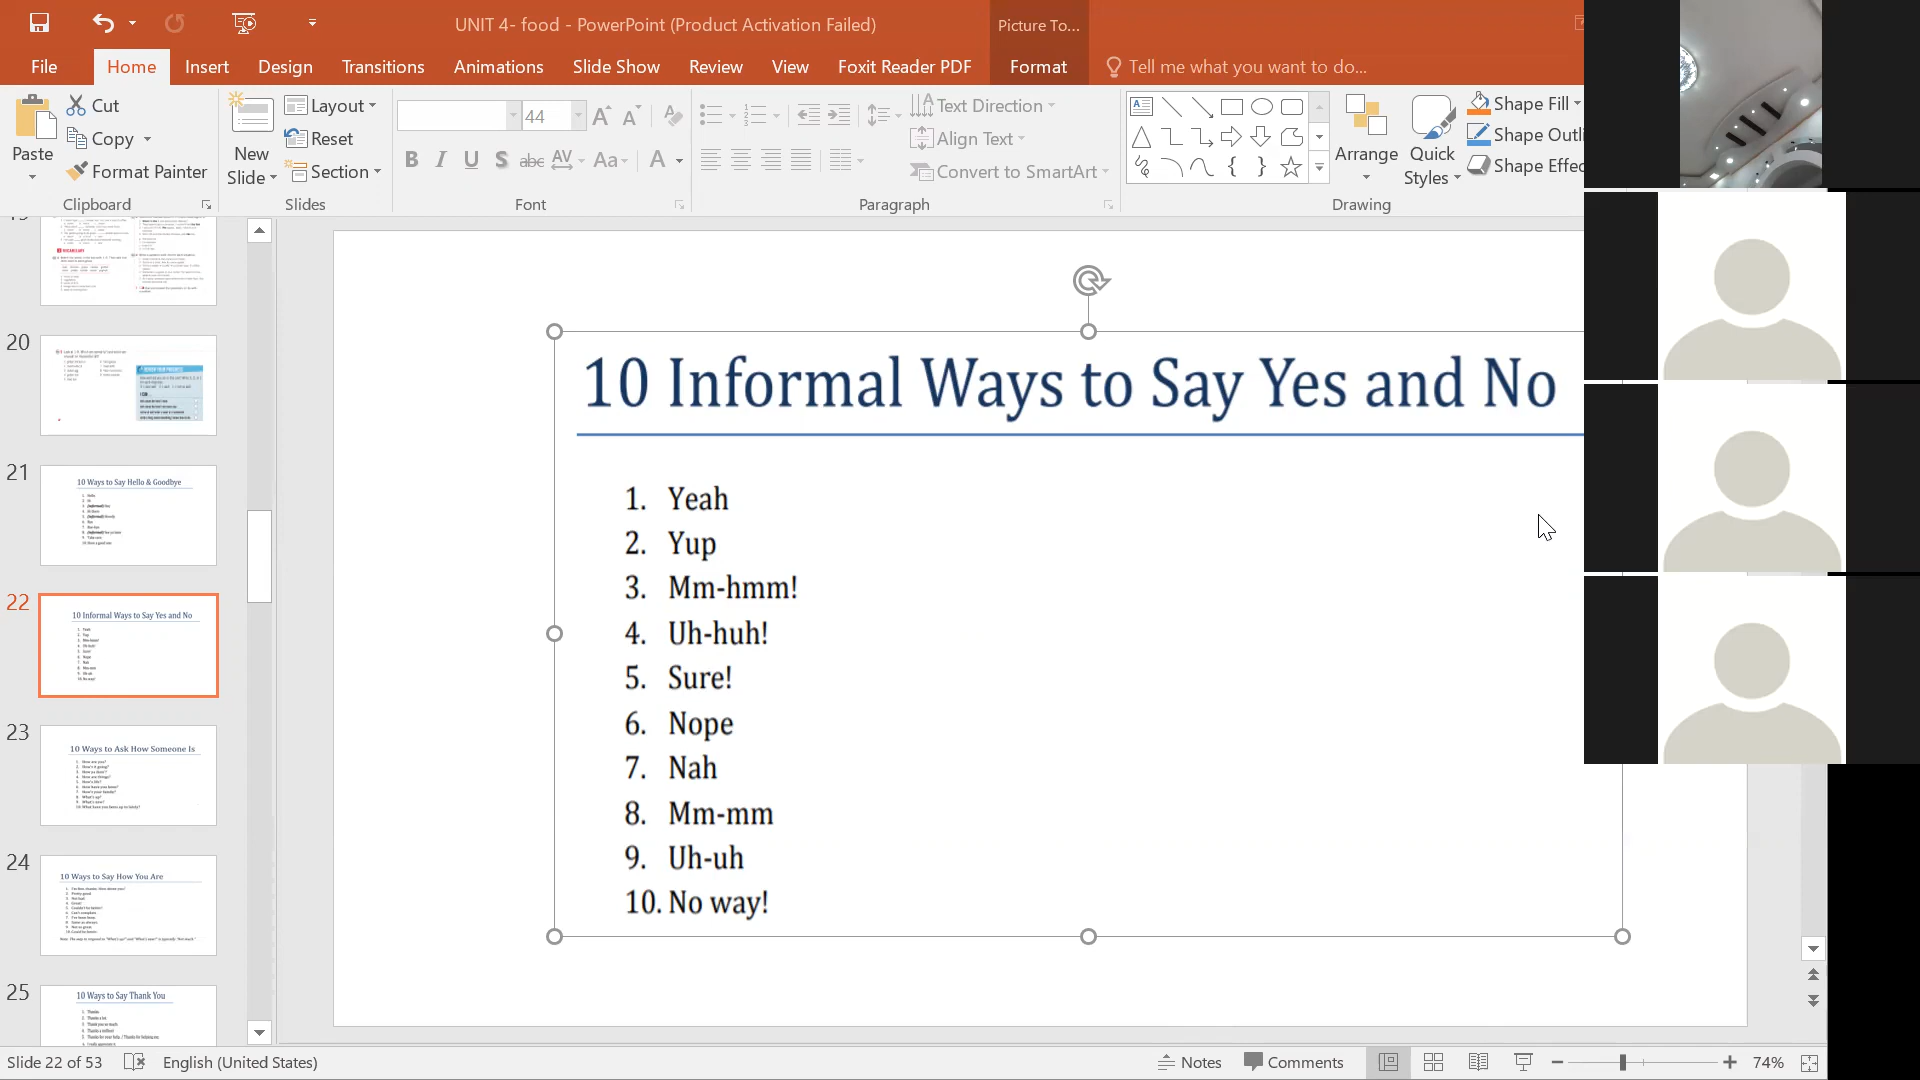 UNIT 4- food - PowerPoint (Product Activation Failed)
Picture To...
File Home Insert Design Transitions Animations Slide Show Review View Foxit Reader PDF Format Tell me what you want to do...
Paste
Cut
Copy
Format Painter
Clipboard
New
Slide
Layout
Reset
Section
Slides
44
B I U S abc AV Aa A
Font
Text Direction
Align Text
Convert to SmartArt
Paragraph
Arrange
Quick
Styles
Shape Fill
Shape Outli
Shape Effec
Drawing
20
21
10 Ways to Say Hello & Goodbye
22
10 Informal Ways to Say Yes and No
23
10 Ways to Ask How Someone Is
24
10 Ways to Say How You Are
25
10 Ways to Say Thank You
10 Informal Ways to Say Yes and No
1. Yeah
2. Yup
3. Mm-hmm!
4. Uh-huh!
5. Sure!
6. Nope
7. Nah
8. Mm-mm
9. Uh-uh
10. No way!
Slide 22 of 53 English (United States) Notes Comments 74%